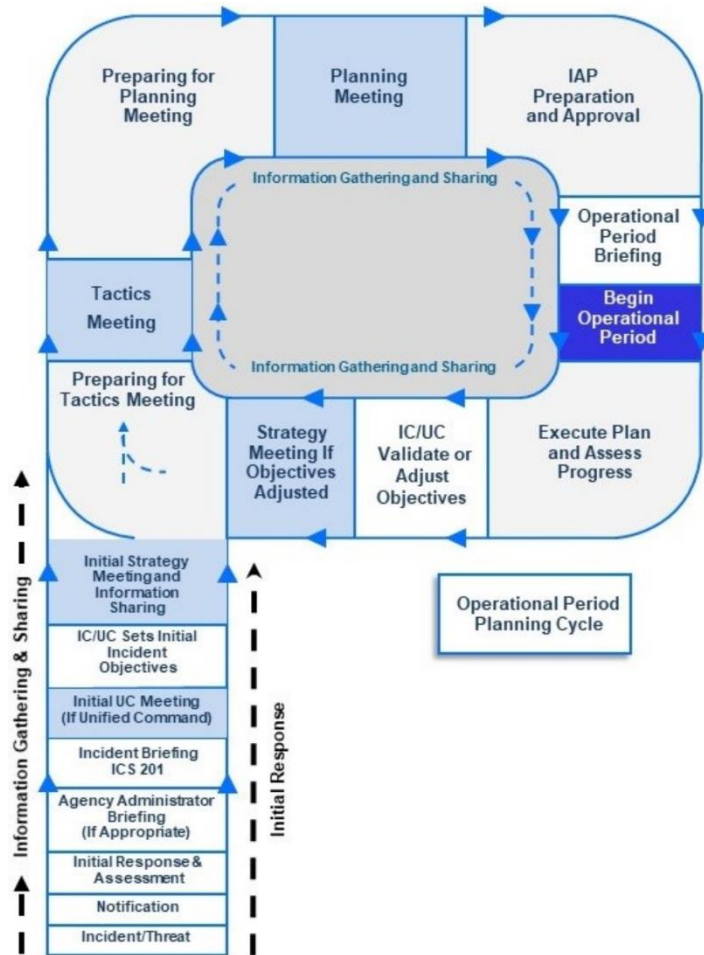 Preparing for
Planning
Meeting
Planning
Meeting
IAP
Preparation
and Approval
Information Gathering and Sharing
Operational
Period
Briefing
Begin
Operational
Period
Tactics
Meeting
Information Gathering and Sharing
Preparing for
Tactics Meeting
Strategy
Meeting If
Objectives
Adjusted
IC/UC
Validate or
Adjust
Objectives
Execute Plan
and Assess
Progress
Operational Period
Planning Cycle
Initial Strategy
Meeting and
Information
Sharing
IC/UC Sets Initial
Incident
Objectives
Initial UC Meeting
(If Unified Command)
Incident Briefing
ICS 201
Agency Administrator
Briefing
(If Appropriate)
Initial Response &
Assessment
Notification
Incident/Threat
Information Gathering & Sharing
Initial Response